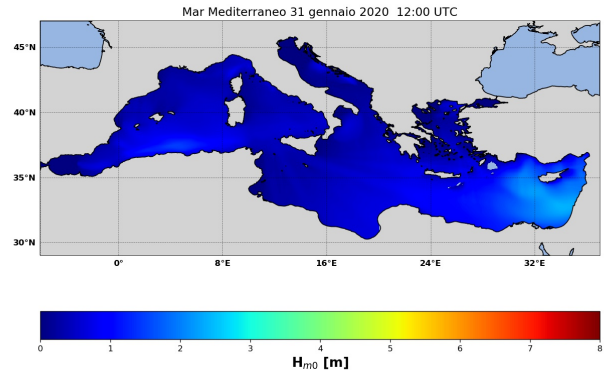 Mar Mediterraneo 31 gennaio 2020 12:00 UTC
45°N
40°N
35°N
30°N
0° 8°E 16°E 24°E 32°E
0 1 2 3 4 5 6 7 8
Hm0 [m]